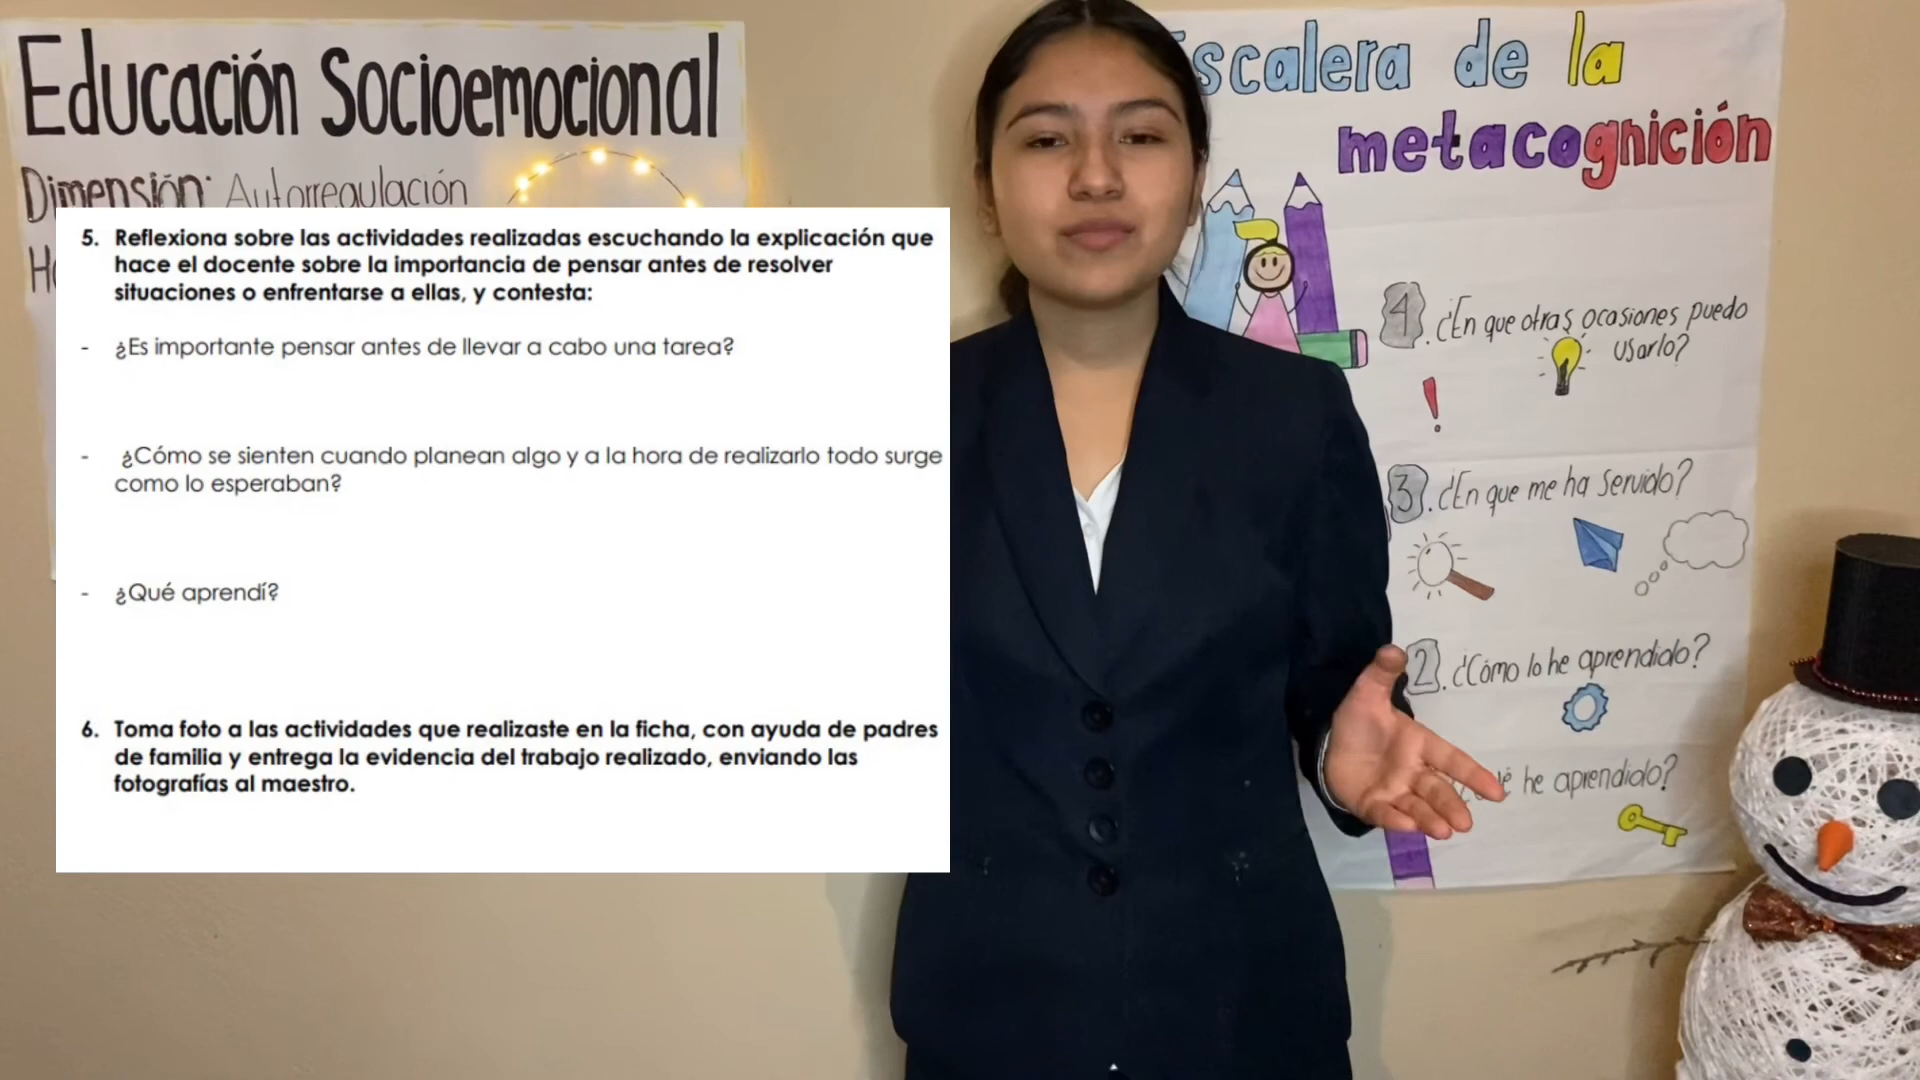 Educación Socioemocional
Dimensión: Autorregulación
5. Reflexiona sobre las actividades realizadas escuchando la explicación que
hace el docente sobre la importancia de pensar antes de resolver
situaciones o enfrentarse a ellas, y contesta:
- ¿Es importante pensar antes de llevar a cabo una tarea?
- ¿Cómo se sienten cuando planean algo y a la hora de realizarlo todo surge
como lo esperaban?
- ¿Qué aprendí?
6. Toma foto a las actividades que realizaste en la ficha, con ayuda de padres
de familia y entrega la evidencia del trabajo realizado, enviando las
fotografías al maestro.
Escalera de la
metacognición
4. ¿En que otras ocasiones puedo
usarlo?
3. ¿En que me ha servido?
2. ¿Cómo lo he aprendido?
he aprendido?